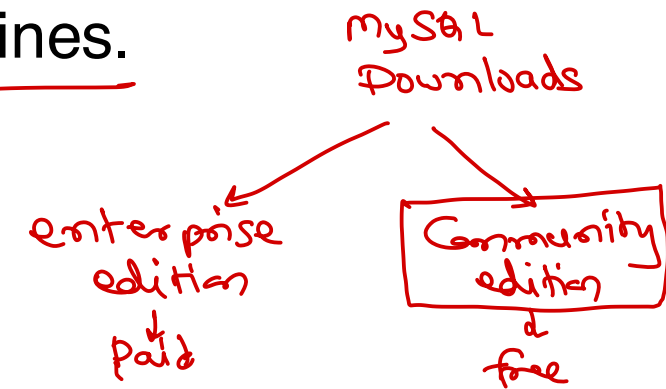 ines.
MySQL
Downloads
enterprise
edition
Paid
Community
edition
free